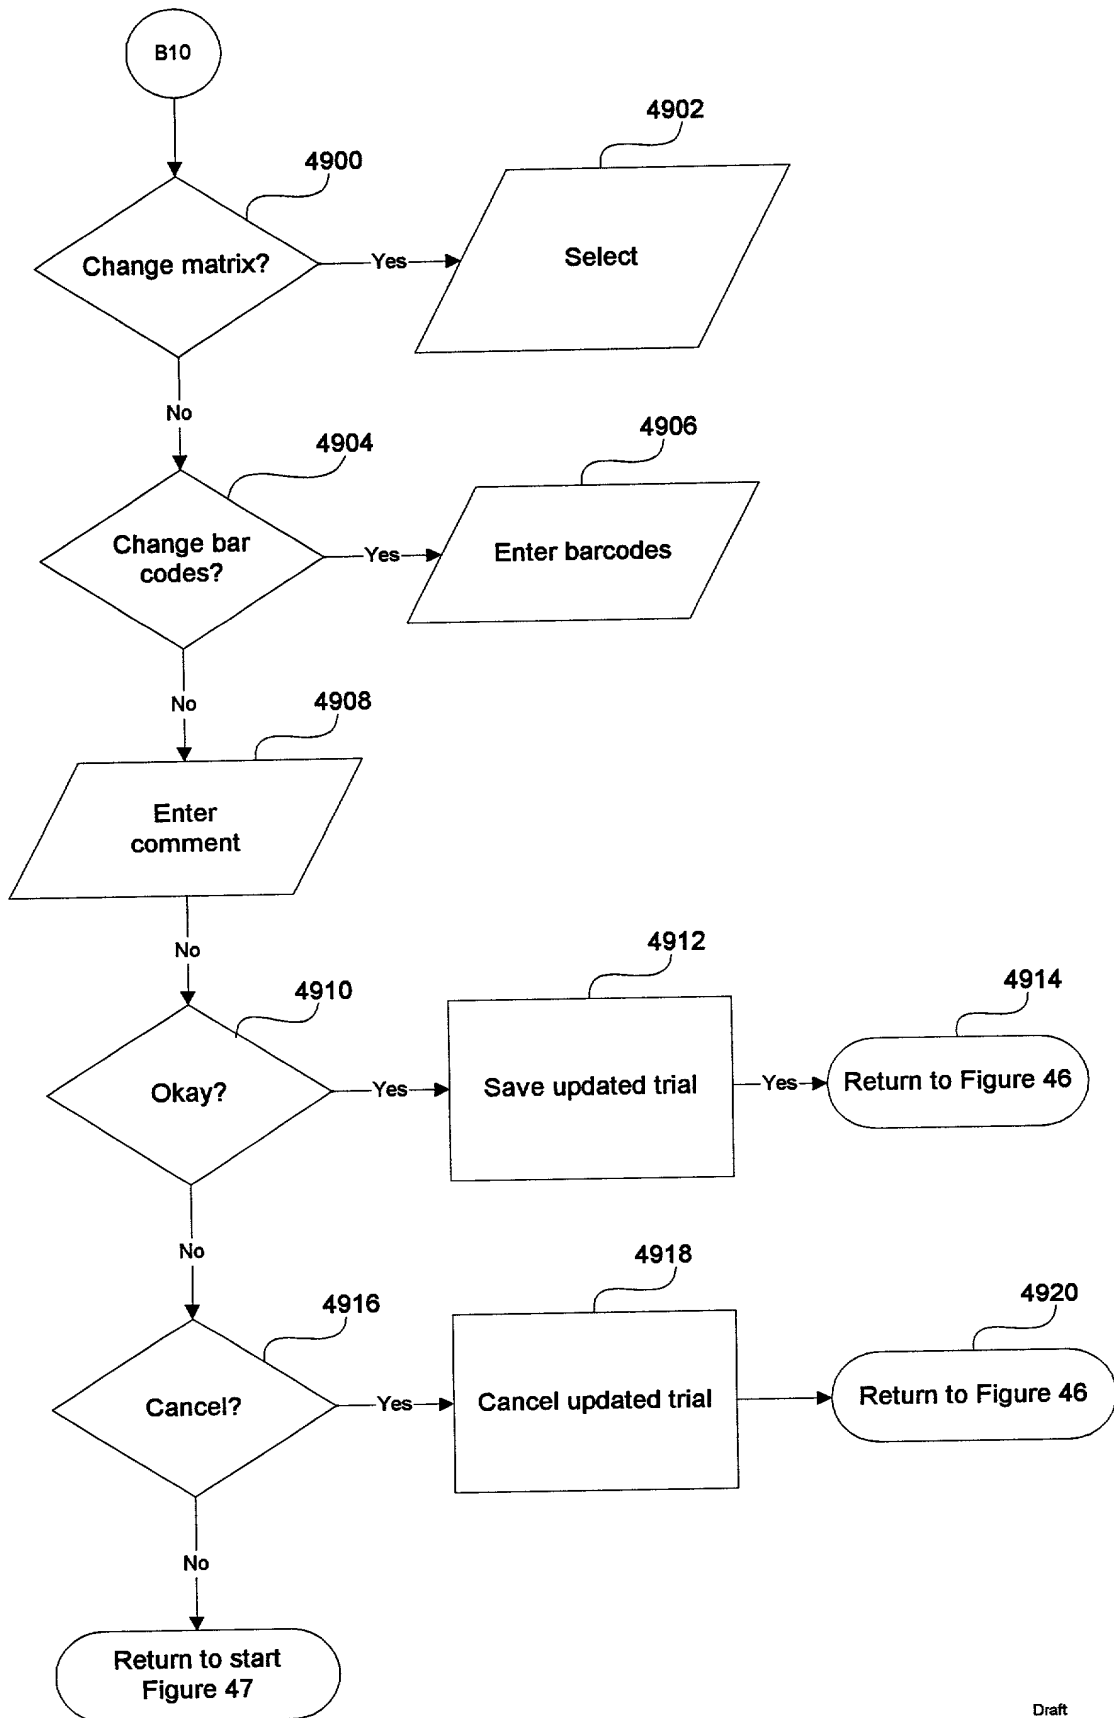 B10
4900
4902
Change matrix?
Yes
Select
No
4904
4906
Change bar
codes?
Yes
Enter barcodes
No
4908
Enter
comment
No
4910
4912
4914
Okay?
Yes
Save updated trial
Yes
Return to Figure 46
No
4916
4918
4920
Cancel?
Yes
Cancel updated trial
Return to Figure 46
No
Return to start
Figure 47
Draft